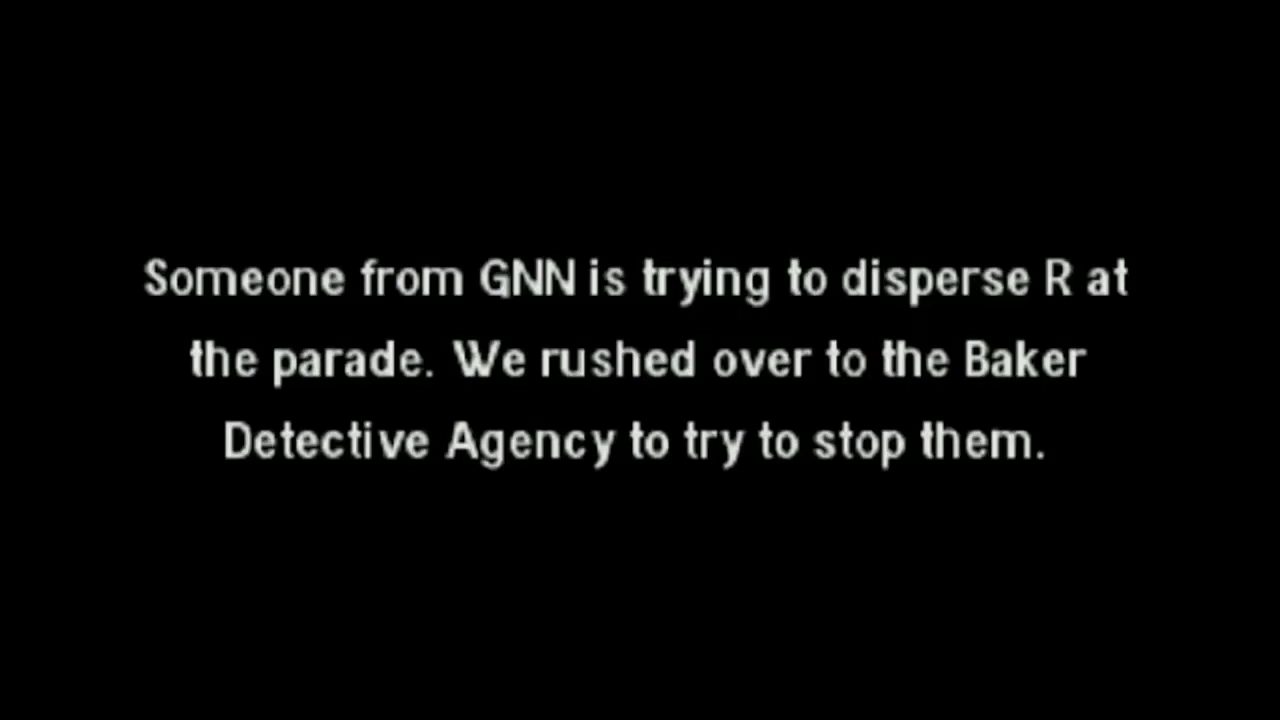 Someone from GNN is trying to disperse R at
the parade. We rushed over to the Baker
Detective Agency to try to stop them.